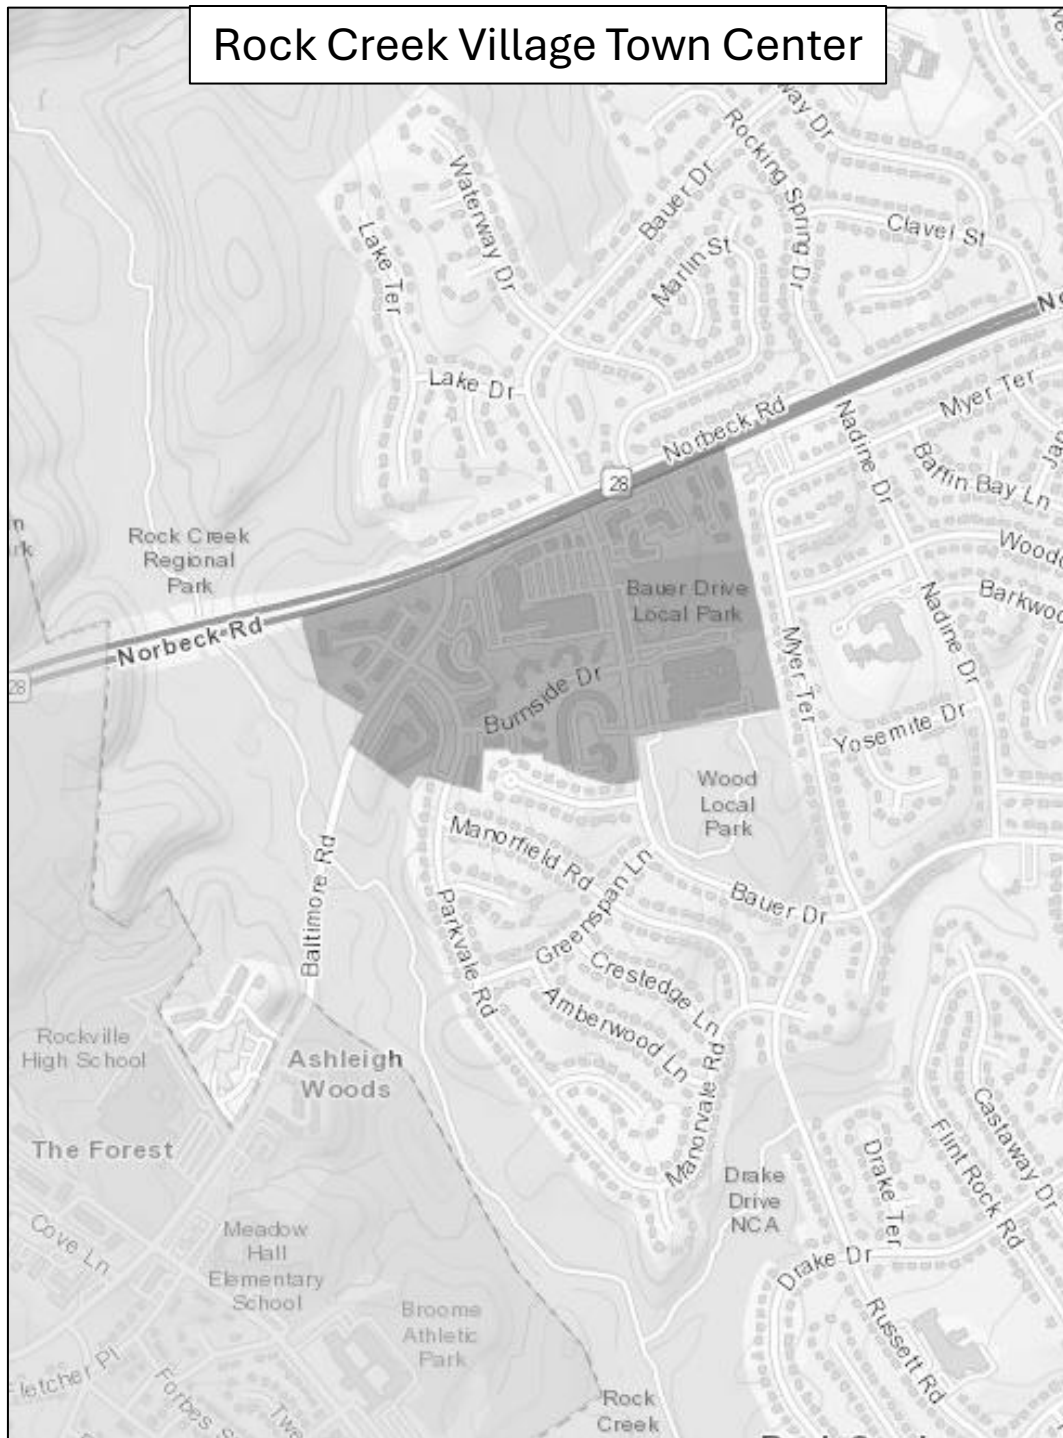 Rock Creek Village Town Center
way Dr
Rocking Spring Dr
Bauer Dr
Waterway Dr
Clavel St
Marlin St
Lake Ter
Lake Dr
Myer Ter
Norbeck Rd
Nadine Dr
Baffin Bay Ln
28
Rock Creek
Regional
Park
Bauer Drive
Local Park
Nadine Dr
Norbeck Rd
28
Myer Ter
Burnside Dr
Yosemite Dr
Wood
Local
Park
Manorfield Rd
Baltimore Rd
Greenspan Ln
Bauer Dr
Parkvale Rd
Crestedge Ln
Amberwood Ln
Rockville
High School
Ashleigh
Woods
Manorvale Rd
Castaway Dr
The Forest
Flint Rock Rd
Drake
Drive
NCA
Drake Ter
Cove Ln
Meadow
Hall
Elementary
School
Drake Dr
Broome
Athletic
Park
Russett Rd
Fletcher Pl
Forbes S
Twe
Rock
Creek